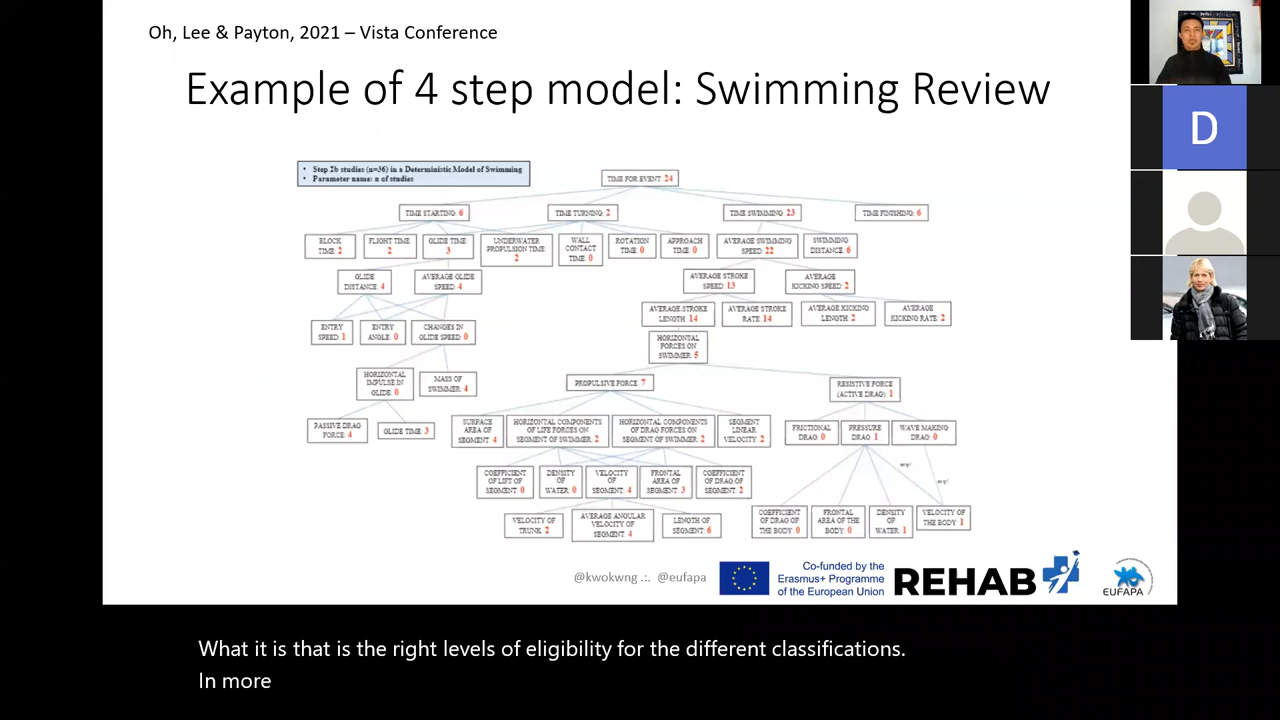 Oh, Lee & Payton, 2021 – Vista Conference
Example of 4 step model: Swimming Review
• Step 2b studies (n=36) in a Deterministic Model of Swimming
• Parameter name: n of studies
TIME FOR EVENT: 24
TIME STARTING: 6
TIME TURNING: 2
TIME SWIMMING: 23
TIME FINISHING: 6
BLOCK
TIME: 2
FLIGHT TIME:
2
GLIDE TIME:
3
UNDERWATER
PROPULSION TIME:
2
WALL
CONTACT
TIME: 0
ROTATION
TIME: 0
APPROACH
TIME: 0
AVERAGE SWIMMING
SPEED: 22
SWIMMING
DISTANCE: 6
GLIDE
DISTANCE: 4
AVERAGE GLIDE
SPEED: 4
AVERAGE STROKE
SPEED: 13
AVERAGE
KICKING SPEED: 2
ENTRY
SPEED: 1
ENTRY
ANGLE: 0
CHANGES IN
GLIDE SPEED: 0
AVERAGE STROKE
LENGTH: 14
AVERAGE STROKE
RATE: 14
AVERAGE KICKING
LENGTH: 2
AVERAGE
KICKING RATE: 2
HORIZONTAL
FORCES ON
SWIMMER: 5
HORIZONTAL
IMPULSE IN
GLIDE: 0
MASS OF
SWIMMER: 4
PROPULSIVE FORCE: 7
RESISTIVE FORCE
(ACTIVE DRAG): 1
PASSIVE DRAG
FORCE: 4
GLIDE TIME: 3
SURFACE
AREA OF
SEGMENT: 4
HORIZONTAL COMPONENTS
OF LIFE FORCES ON
SEGMENT OF SWIMMER: 2
HORIZONTAL COMPONENTS
OF DRAG FORCES ON
SEGMENT OF SWIMMER: 2
SEGMENT
LINEAR
VELOCITY: 2
FRICTIONAL
DRAG: 0
PRESSURE
DRAG: 1
WAVE MAKING
DRAG: 0
COEFFICIENT
OF LIFT OF
SEGMENT: 0
DENSITY
OF
WATER: 0
VELOCITY
OF
SEGMENT: 4
FRONTAL
AREA OF
SEGMENT: 3
COEFFICIENT
OF DRAG OF
SEGMENT: 2
VELOCITY OF
TRUNK: 2
AVERAGE ANGULAR
VELOCITY OF
SEGMENT: 4
LENGTH OF
SEGMENT: 6
COEFFICIENT
OF DRAG OF
THE BODY: 0
FRONTAL
AREA OF THE
BODY: 0
DENSITY
OF
WATER: 1
VELOCITY OF
THE BODY: 1
@kwokwng .:. @eufapa
Co-funded by the
Erasmus+ Programme
of the European Union
REHAB
EUFAPA
D
What it is that is the right levels of eligibility for the different classifications.
In more